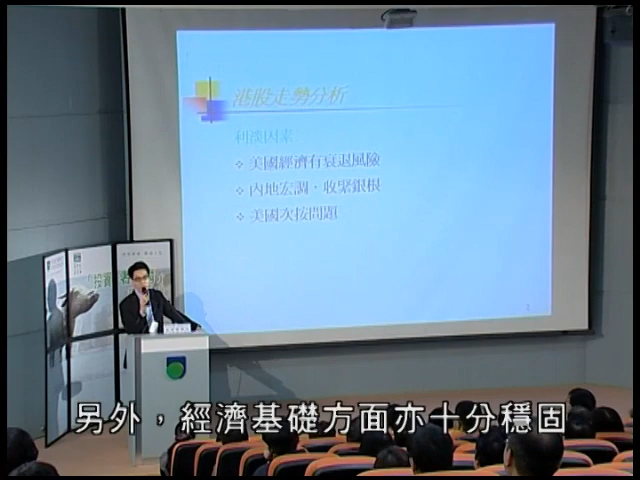 港股走勢分析
利淡因素
❖ 美國經濟有衰退風險
❖ 內地宏調，收緊銀根
❖ 美國次按問題
2
另外，經濟基礎方面亦十分穩固